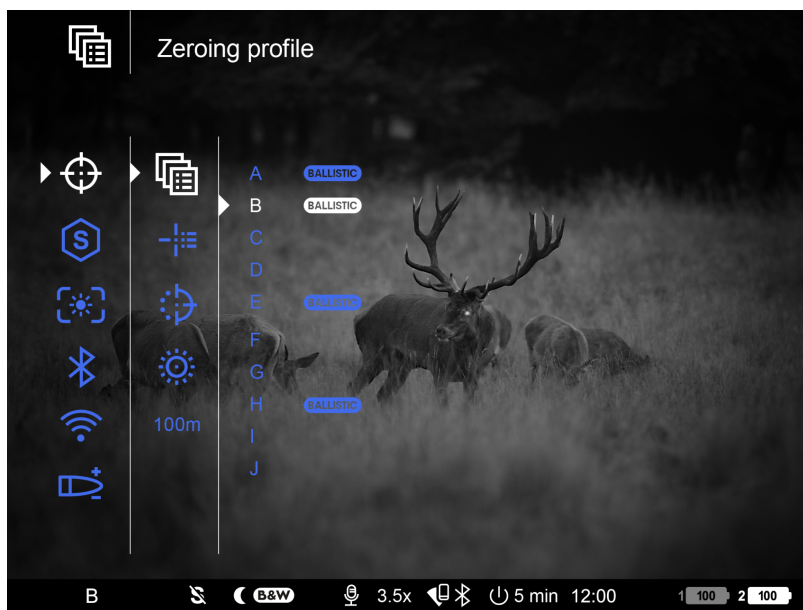 Zeroing profile
A BALLISTIC
B BALLISTIC
C
D
E BALLISTIC
F
G
H BALLISTIC
I
J
S
100m
B S B&W 3.5x 5 min 12:00 1 100 2 100